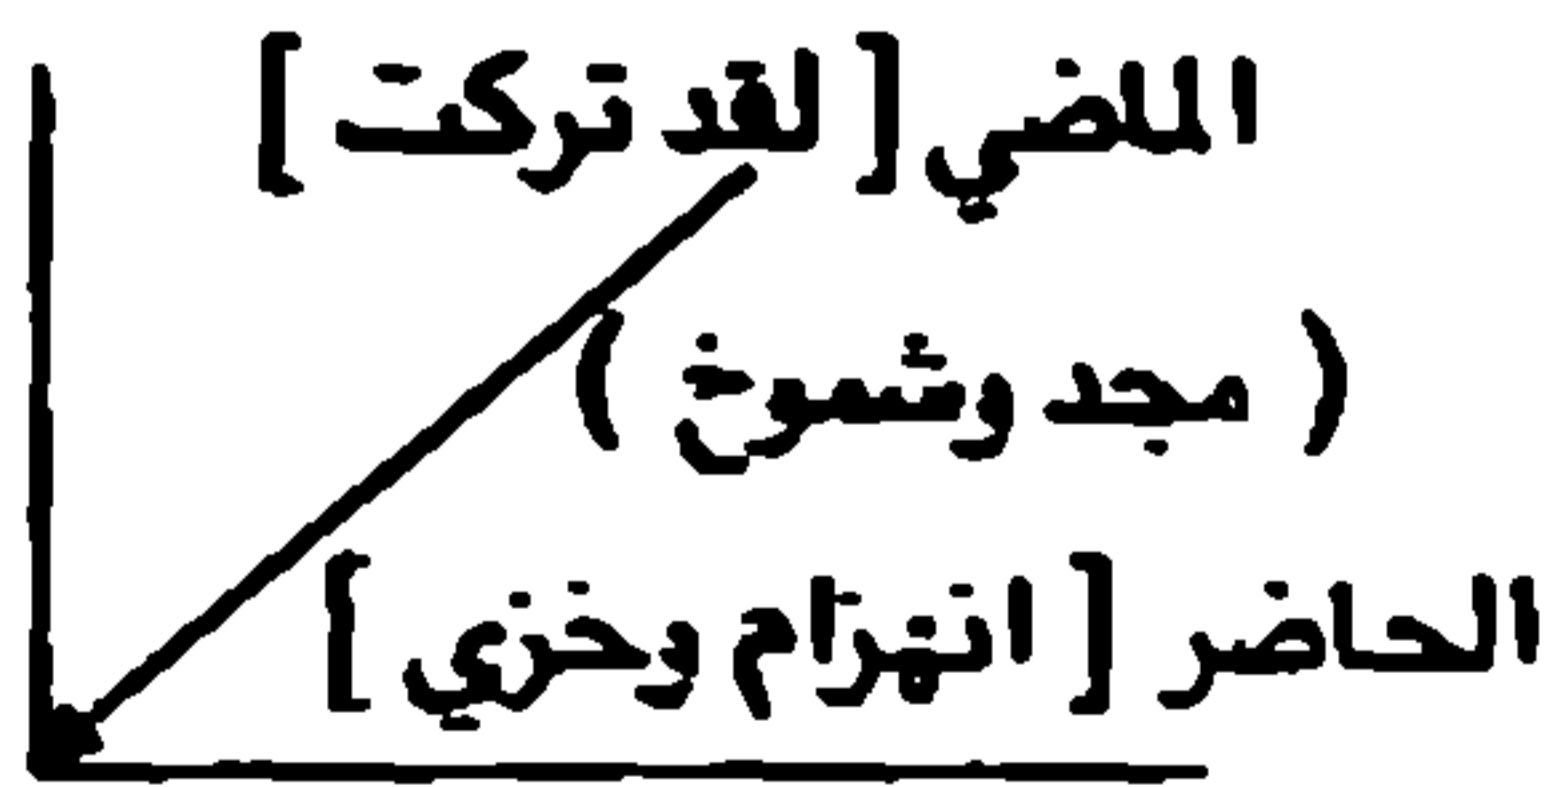 الماضي [ لقد تركت ]
( مجد وشموخ )
الحاضر [ انهزام وخزي ]